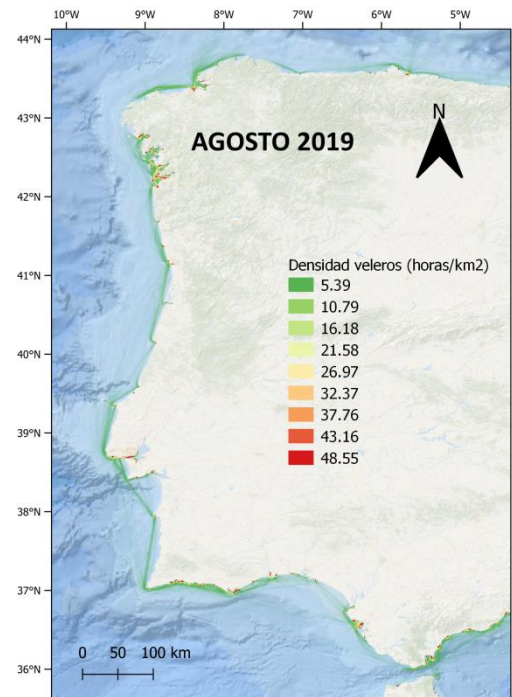 10°W 9°W 8°W 7°W 6°W 5°W
44°N
43°N
N
AGOSTO 2019
42°N
Densidad veleros (horas/km2)
5.39
41°N
10.79
16.18
21.58
40°N
26.97
32.37
37.76
43.16
39°N
48.55
38°N
37°N
0 50 100 km
36°N